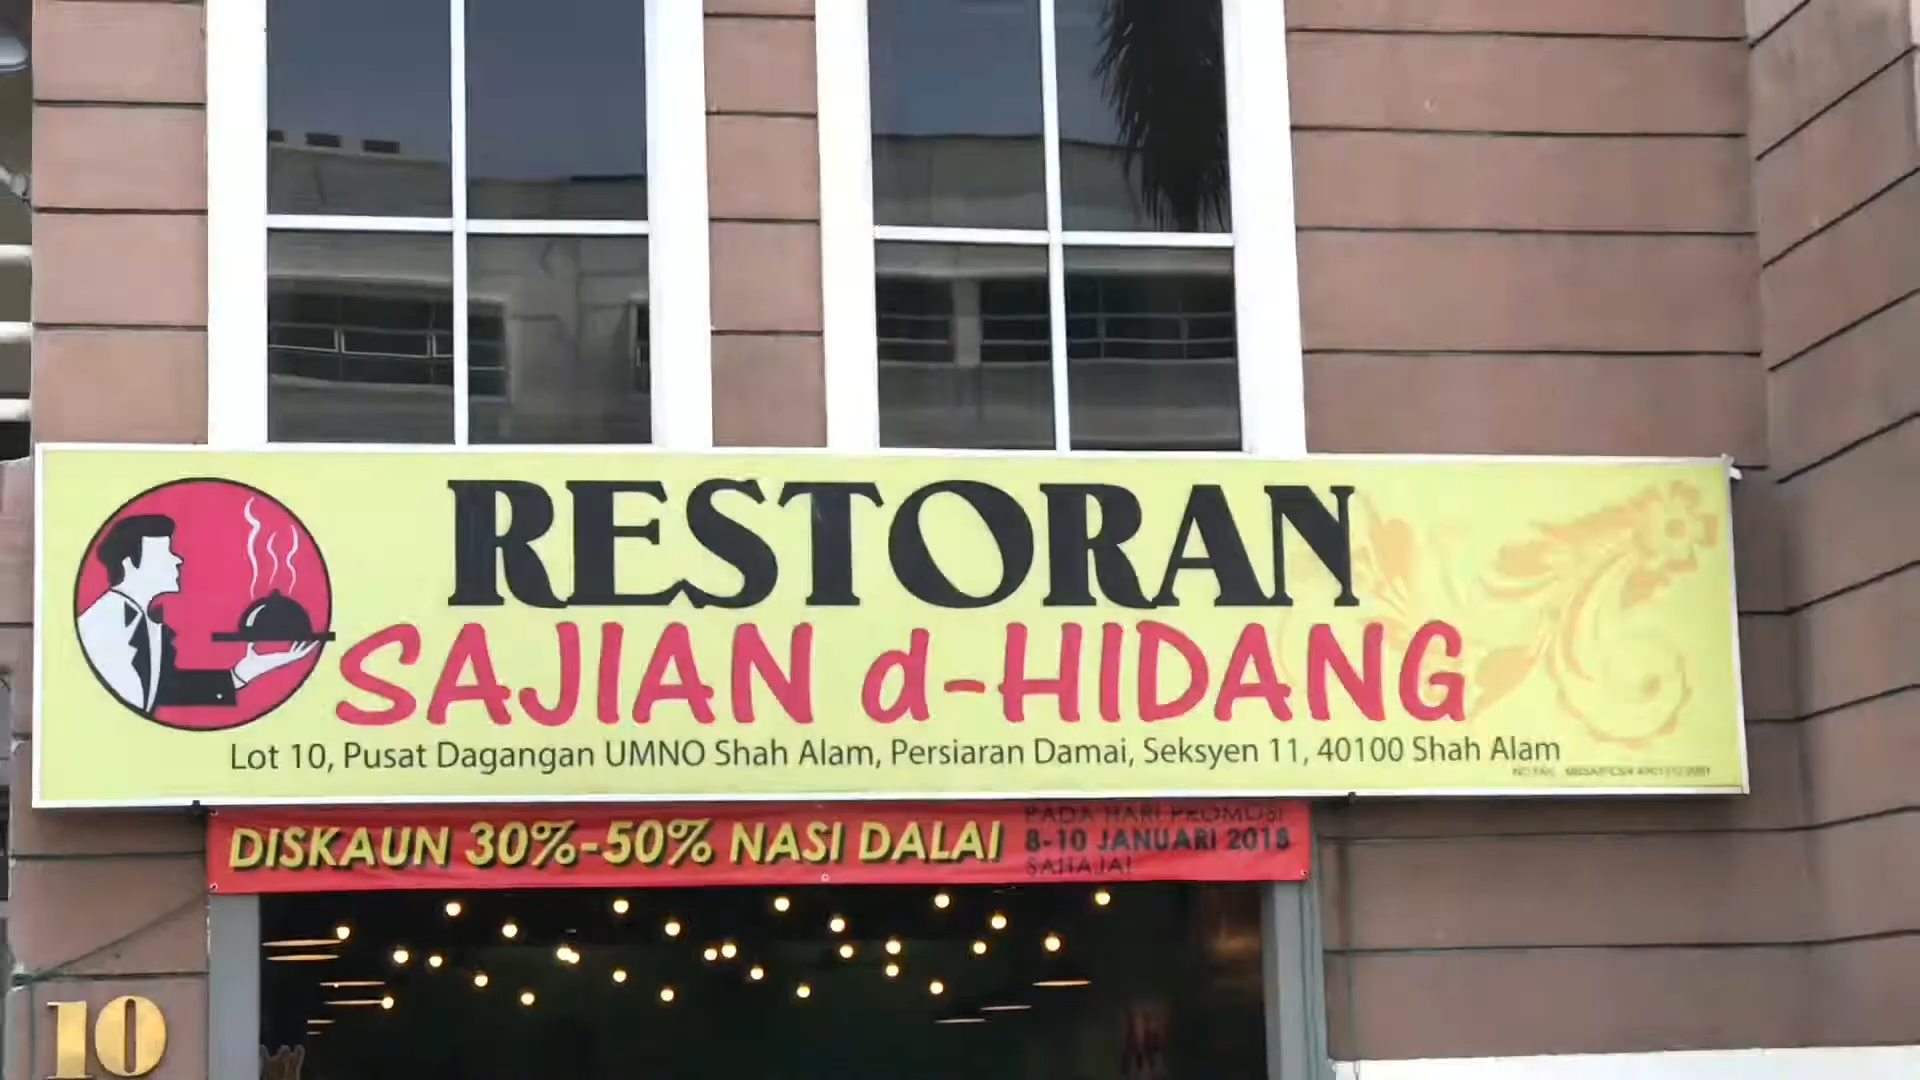 RESTORAN
SAJIAN d-HIDANG
Lot 10, Pusat Dagangan UMNO Shah Alam, Persiaran Damai, Seksyen 11, 40100 Shah Alam
DISKAUN 30%-50% NASI DALAI
PADA HARI PROMOSI
8-10 JANUARI 2018
SAHAJA!
10